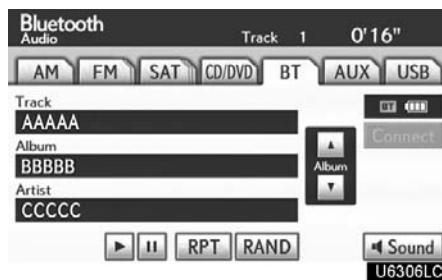 Bluetooth
Audio
Track 1 0'16"
AM FM SAT CD/DVD BT AUX USB
Track
AAAAA
BT
Connect
Album
BBBBB
Album
Artist
CCCCC
RPT RAND Sound
U6306LC